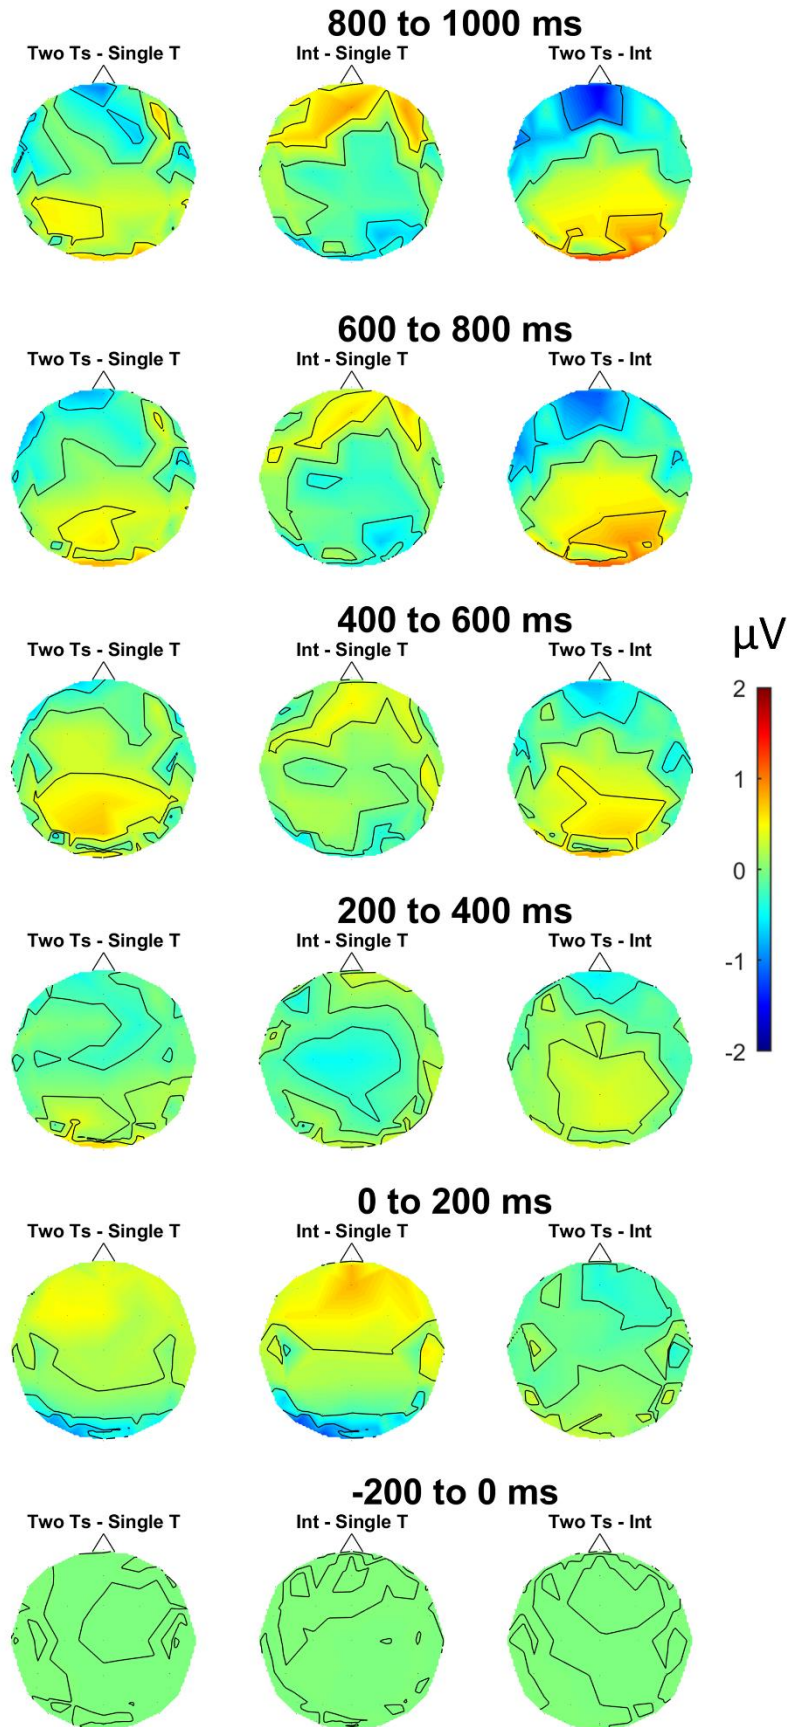 800 to 1000 ms
Two Ts - Single T Int - Single T Two Ts - Int
600 to 800 ms
Two Ts - Single T Int - Single T Two Ts - Int
400 to 600 ms
Two Ts - Single T Int - Single T Two Ts - Int
µV
2
1
0
-1
-2
200 to 400 ms
Two Ts - Single T Int - Single T Two Ts - Int
0 to 200 ms
Two Ts - Single T Int - Single T Two Ts - Int
-200 to 0 ms
Two Ts - Single T Int - Single T Two Ts - Int